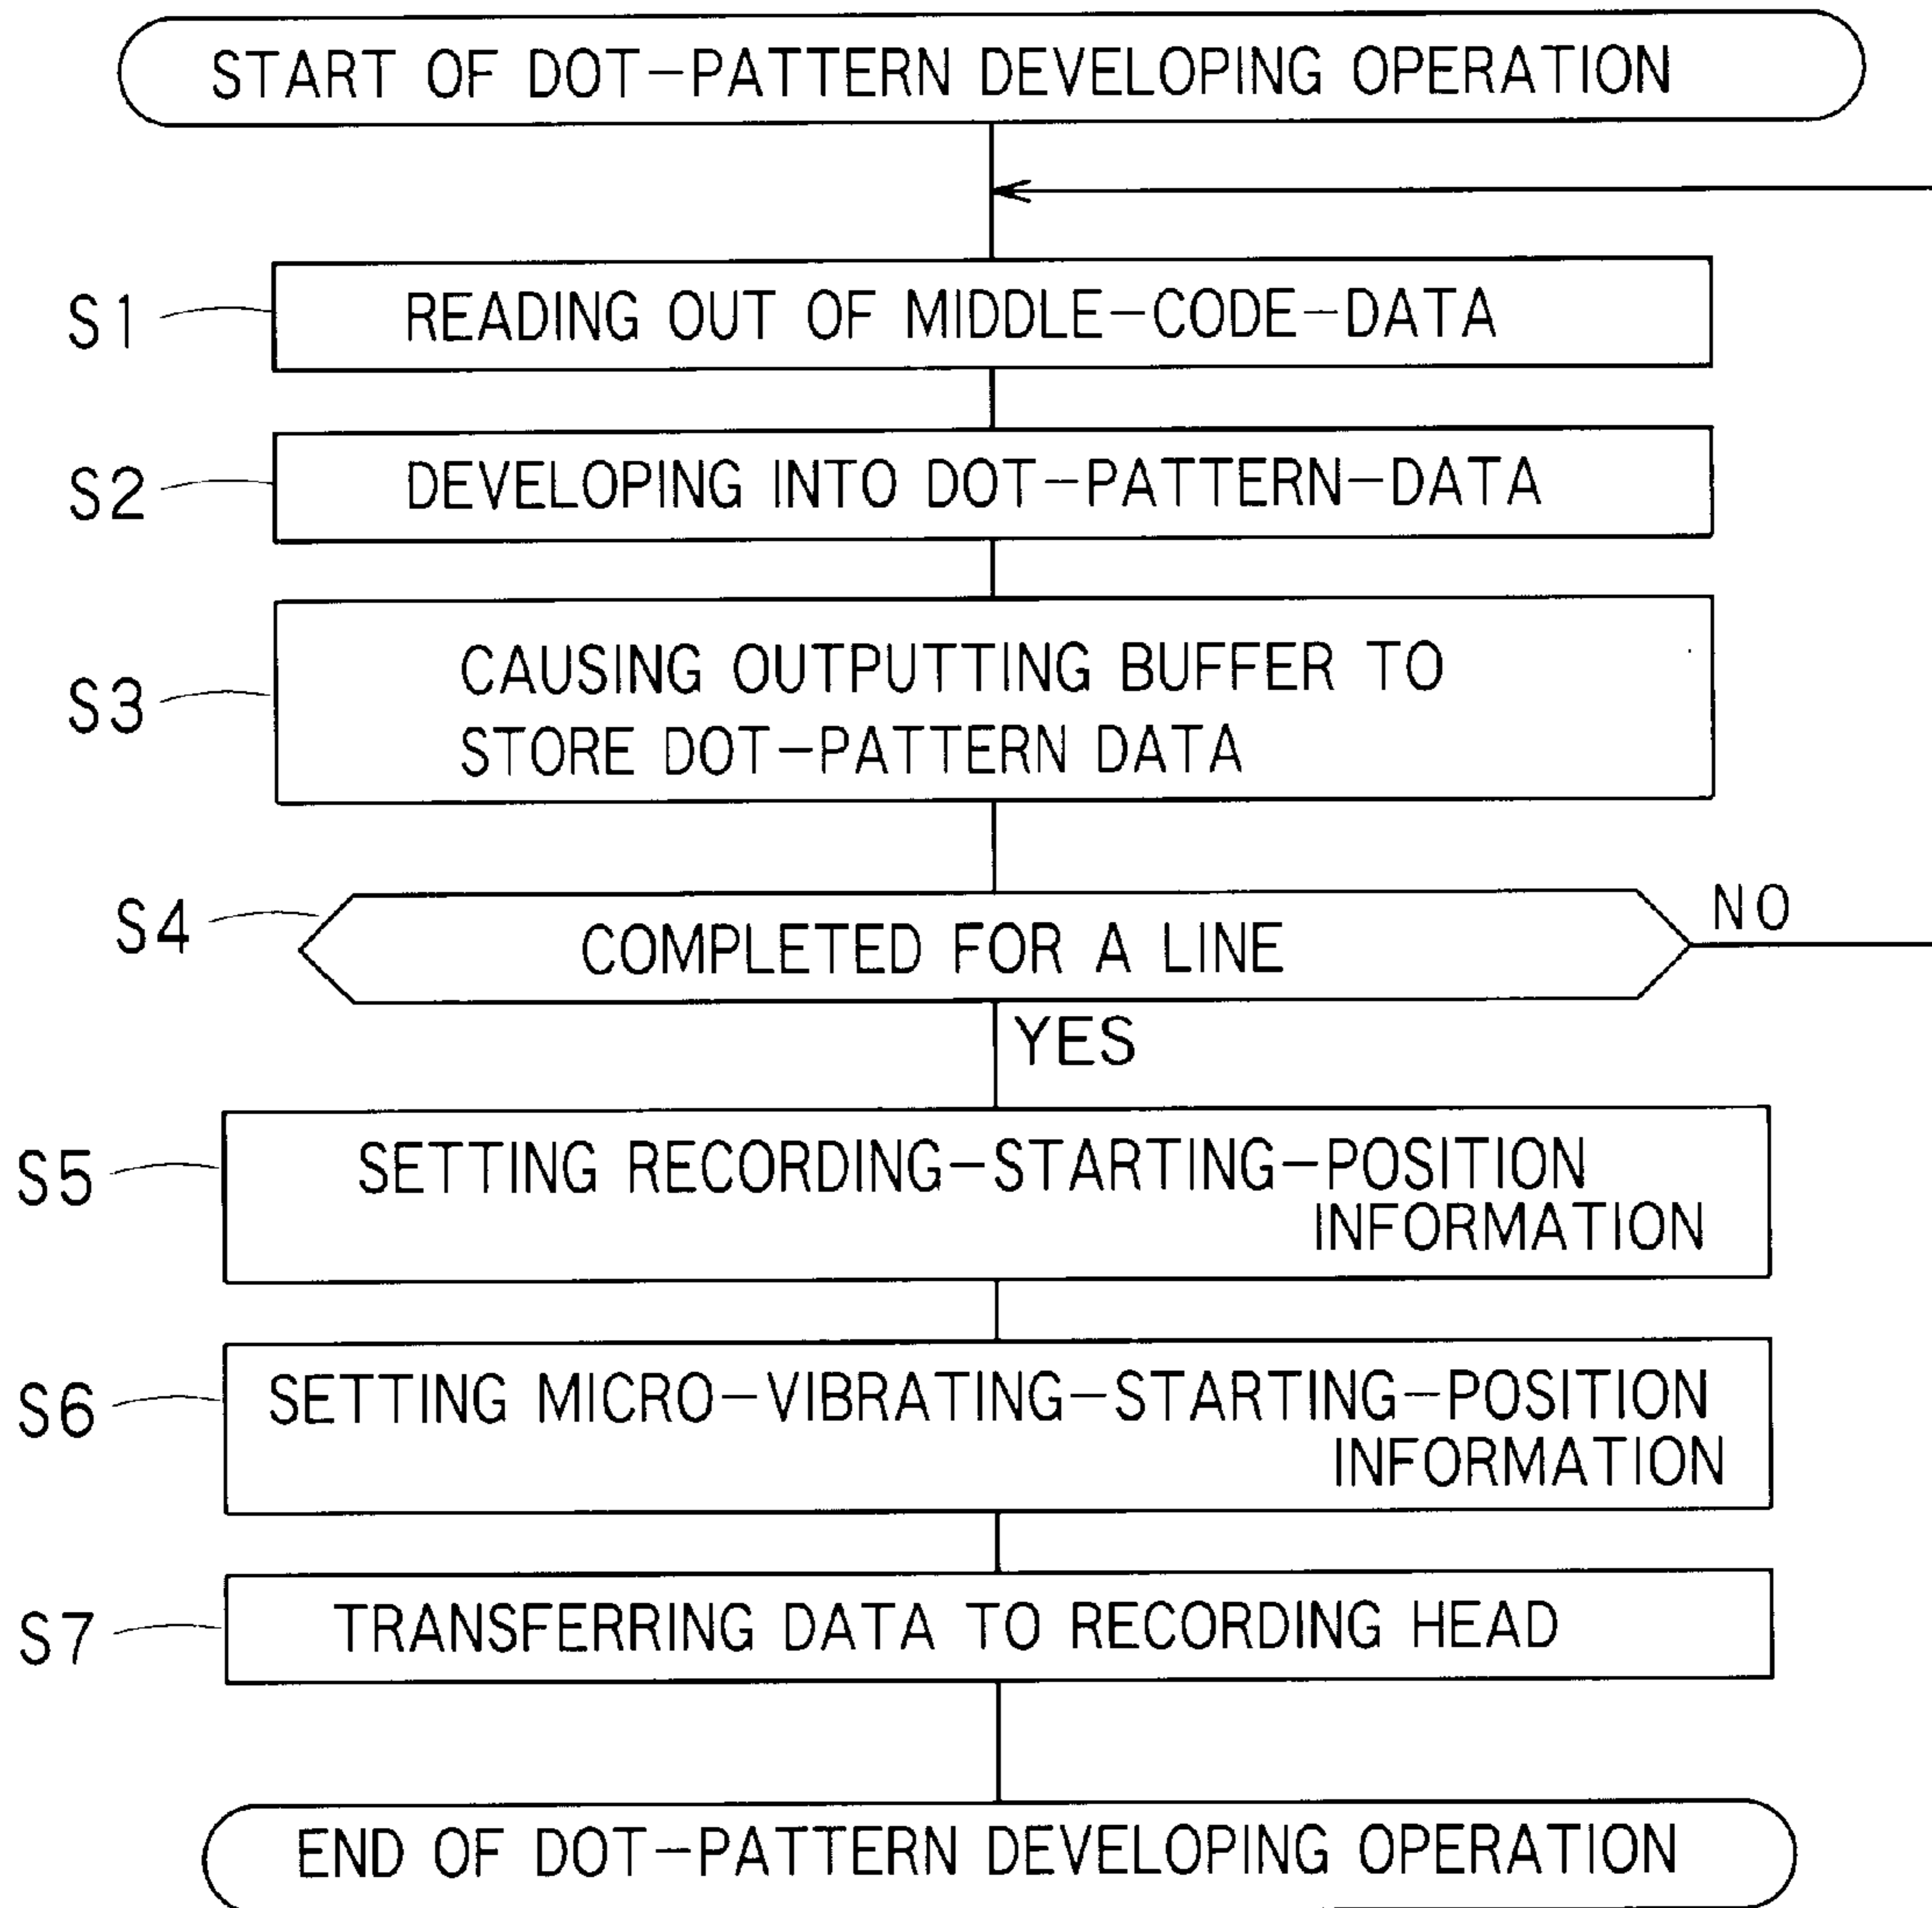 START OF DOT-PATTERN DEVELOPING OPERATION
S1 READING OUT OF MIDDLE-CODE-DATA
S2 DEVELOPING INTO DOT-PATTERN-DATA
S3 CAUSING OUTPUTTING BUFFER TO
STORE DOT-PATTERN DATA
S4 COMPLETED FOR A LINE NO
YES
S5 SETTING RECORDING-STARTING-POSITION
INFORMATION
S6 SETTING MICRO-VIBRATING-STARTING-POSITION
INFORMATION
S7 TRANSFERRING DATA TO RECORDING HEAD
END OF DOT-PATTERN DEVELOPING OPERATION